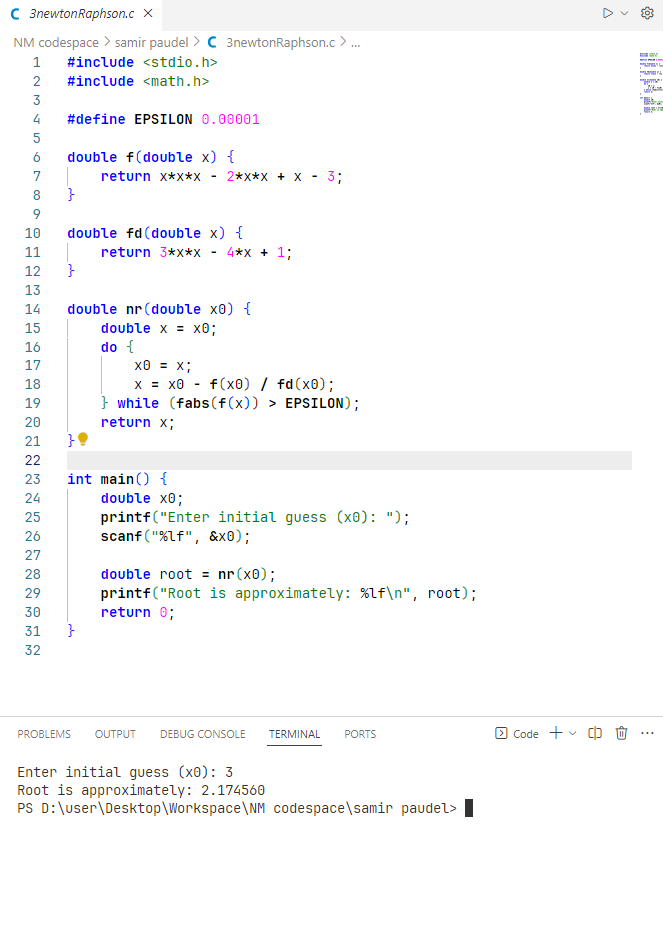 3newtonRaphson.c
NM codespace > samir paudel > 3newtonRaphson.c > ...
1 #include <stdio.h>
2 #include <math.h>
3
4 #define EPSILON 0.00001
5
6 double f(double x) {
7     return x*x*x - 2*x*x + x - 3;
8 }
9
10 double fd(double x) {
11     return 3*x*x - 4*x + 1;
12 }
13
14 double nr(double x0) {
15     double x = x0;
16     do {
17         x0 = x;
18         x = x0 - f(x0) / fd(x0);
19     } while (fabs(f(x)) > EPSILON);
20     return x;
21 }
22
23 int main() {
24     double x0;
25     printf("Enter initial guess (x0): ");
26     scanf("%lf", &x0);
27
28     double root = nr(x0);
29     printf("Root is approximately: %lf\n", root);
30     return 0;
31 }
32
PROBLEMS OUTPUT DEBUG CONSOLE TERMINAL PORTS Code
Enter initial guess (x0): 3
Root is approximately: 2.174560
PS D:\user\Desktop\Workspace\NM codespace\samir paudel>